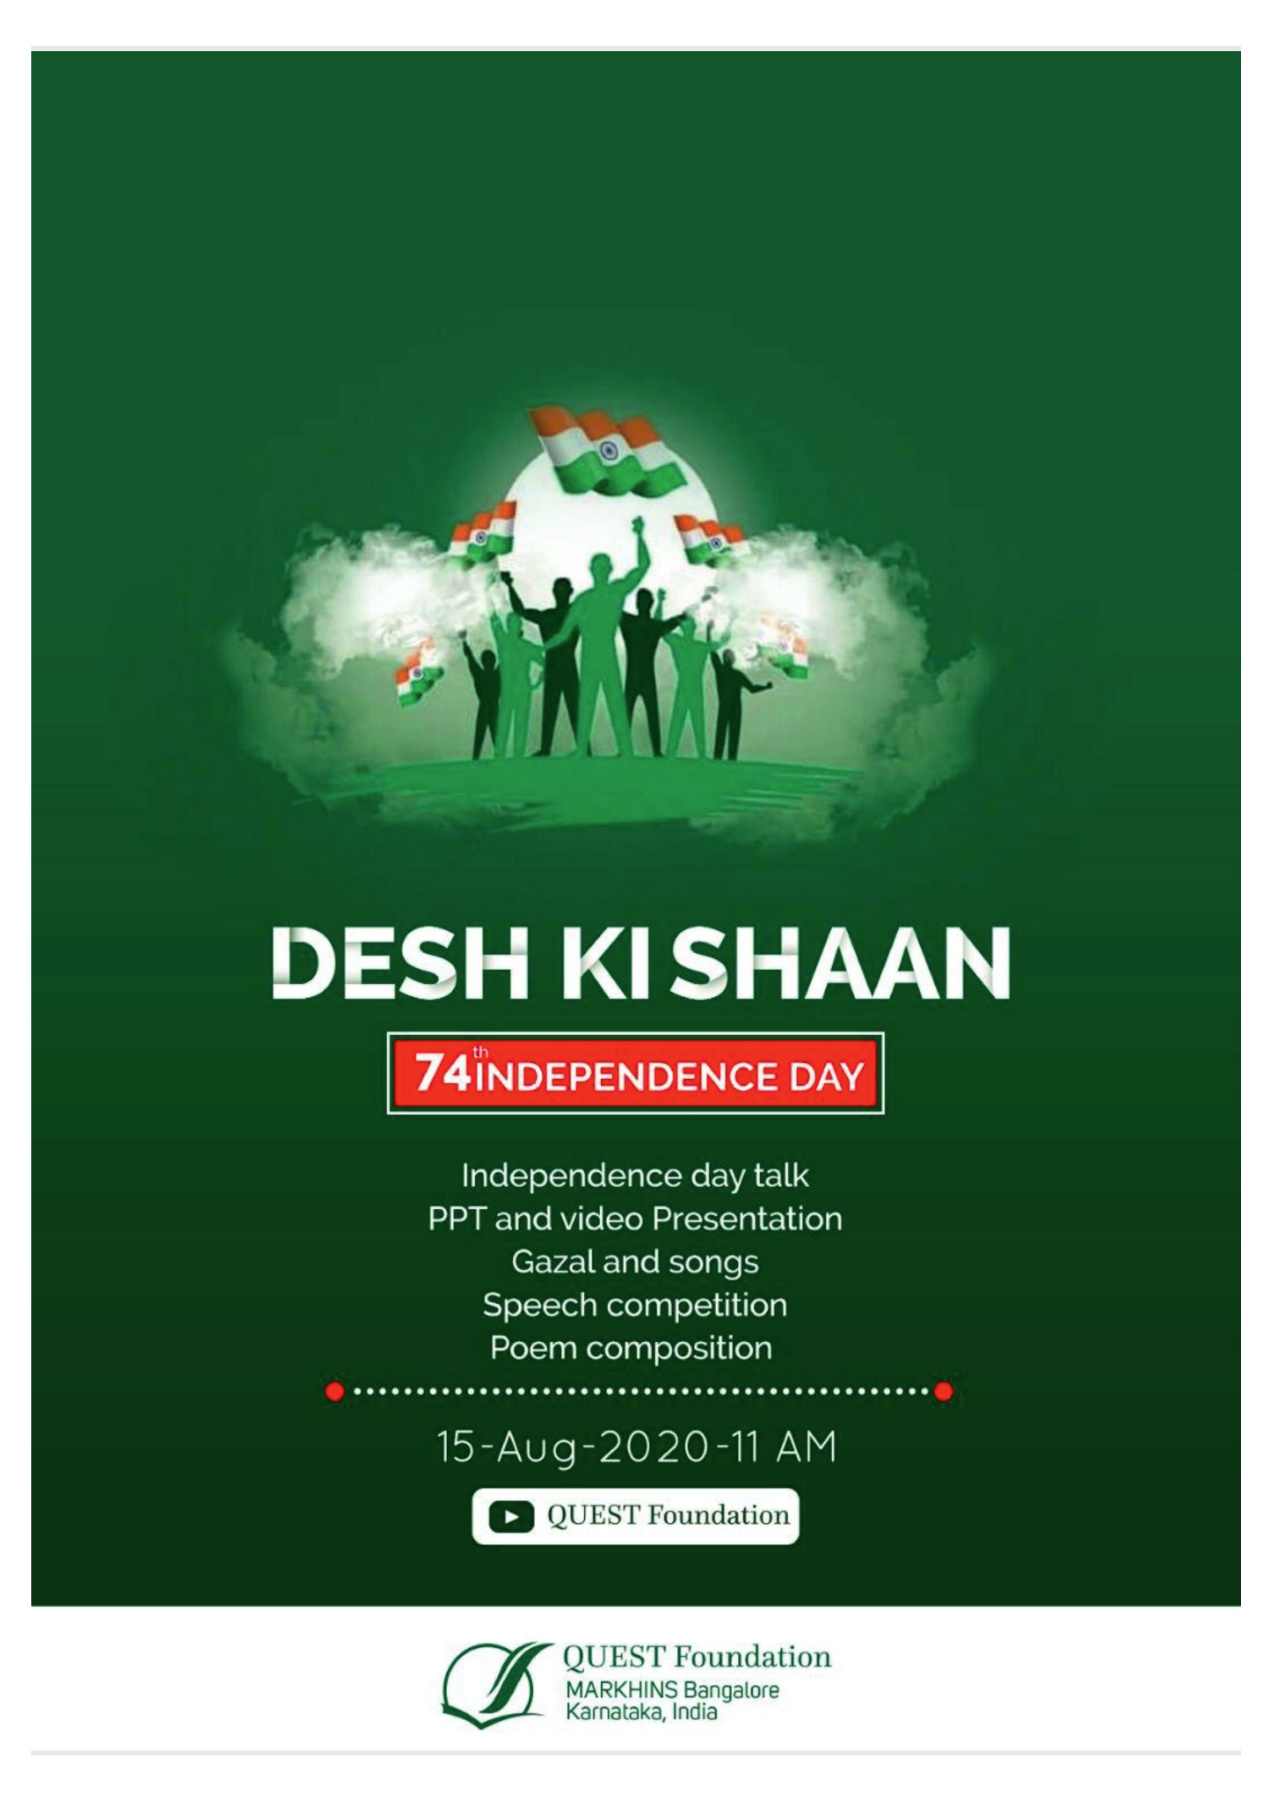 DESH KI SHAAN
74th INDEPENDENCE DAY
Independence day talk
PPT and video Presentation
Gazal and songs
Speech competition
Poem composition
15-Aug-2020-11 AM
QUEST Foundation
QUEST Foundation
MARKHINS Bangalore
Karnataka, India